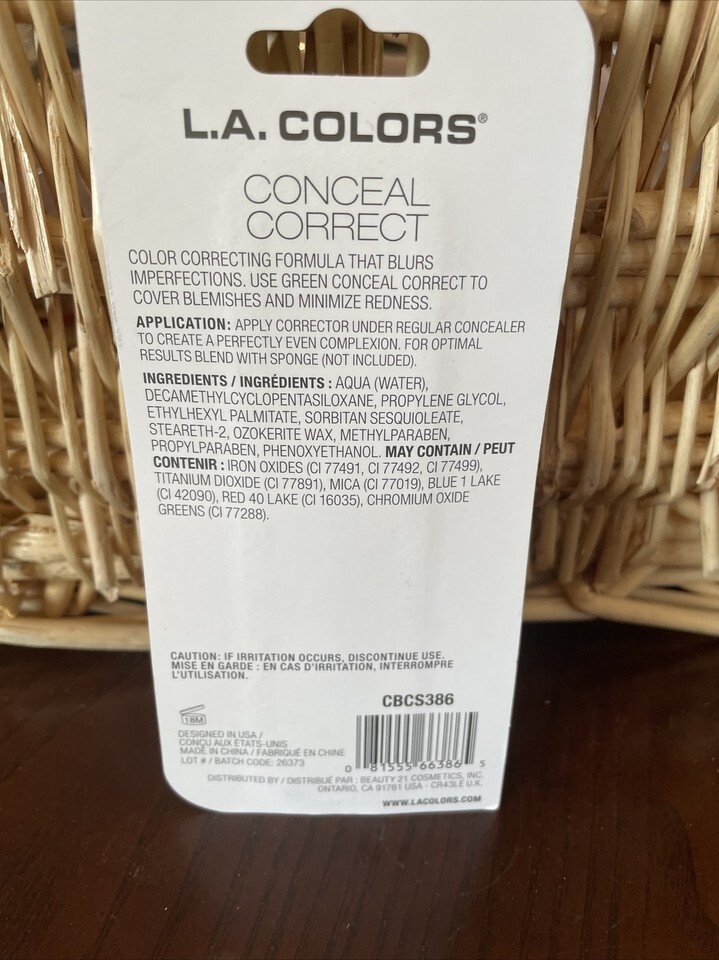 L.A. COLORS®
CONCEAL
CORRECT
COLOR CORRECTING FORMULA THAT BLURS
IMPERFECTIONS. USE GREEN CONCEAL CORRECT TO
COVER BLEMISHES AND MINIMIZE REDNESS.
APPLICATION: APPLY CORRECTOR UNDER REGULAR CONCEALER
TO CREATE A PERFECTLY EVEN COMPLEXION. FOR OPTIMAL
RESULTS BLEND WITH SPONGE (NOT INCLUDED).
INGREDIENTS / INGRÉDIENTS : AQUA (WATER),
DECAMETHYLCYCLOPENTASILOXANE, PROPYLENE GLYCOL,
ETHYLHEXYL PALMITATE, SORBITAN SESQUIOLEATE,
STEARETH-2, OZOKERITE WAX, METHYLPARABEN,
PROPYLPARABEN, PHENOXYETHANOL. MAY CONTAIN / PEUT
CONTENIR : IRON OXIDES (CI 77491, CI 77492, CI 77499),
TITANIUM DIOXIDE (CI 77891), MICA (CI 77019), BLUE 1 LAKE
(CI 42090), RED 40 LAKE (CI 16035), CHROMIUM OXIDE
GREENS (CI 77288).
CAUTION: IF IRRITATION OCCURS, DISCONTINUE USE.
MISE EN GARDE : EN CAS D'IRRITATION, INTERROMPRE
L'UTILISATION.
CBCS386
18M
DESIGNED IN USA /
CONÇU AUX ÉTATS-UNIS
MADE IN CHINA / FABRIQUÉ EN CHINE
LOT # / BATCH CODE: 26373
0 81555 66386 5
DISTRIBUTED BY / DISTRIBUÉ PAR : BEAUTY 21 COSMETICS, INC.
ONTARIO, CA 91761 USA - CR43LE U.K.
WWW.LACOLORS.COM